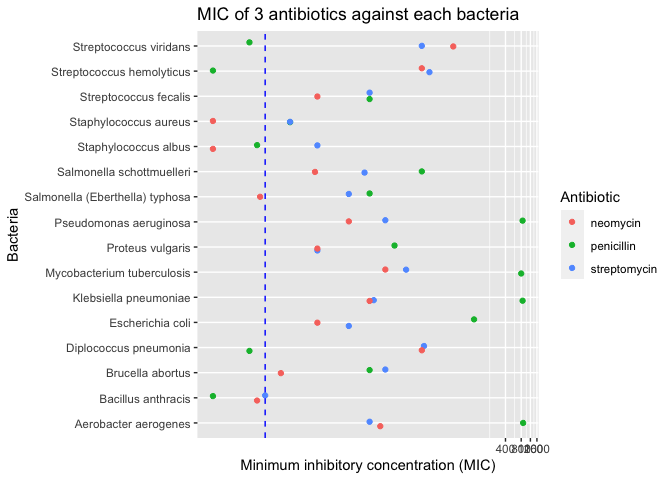 MIC of 3 antibiotics against each bacteria
Streptococcus viridans
Streptococcus hemolyticus
Streptococcus fecalis
Staphylococcus aureus
Staphylococcus albus
Salmonella schottmuelleri
Salmonella (Eberthella) typhosa
Pseudomonas aeruginosa
Proteus vulgaris
Mycobacterium tuberculosis
Klebsiella pneumoniae
Escherichia coli
Diplococcus pneumonia
Brucella abortus
Bacillus anthracis
Aerobacter aerogenes
Bacteria
Minimum inhibitory concentration (MIC)
Antibiotic
neomycin
penicillin
streptomycin